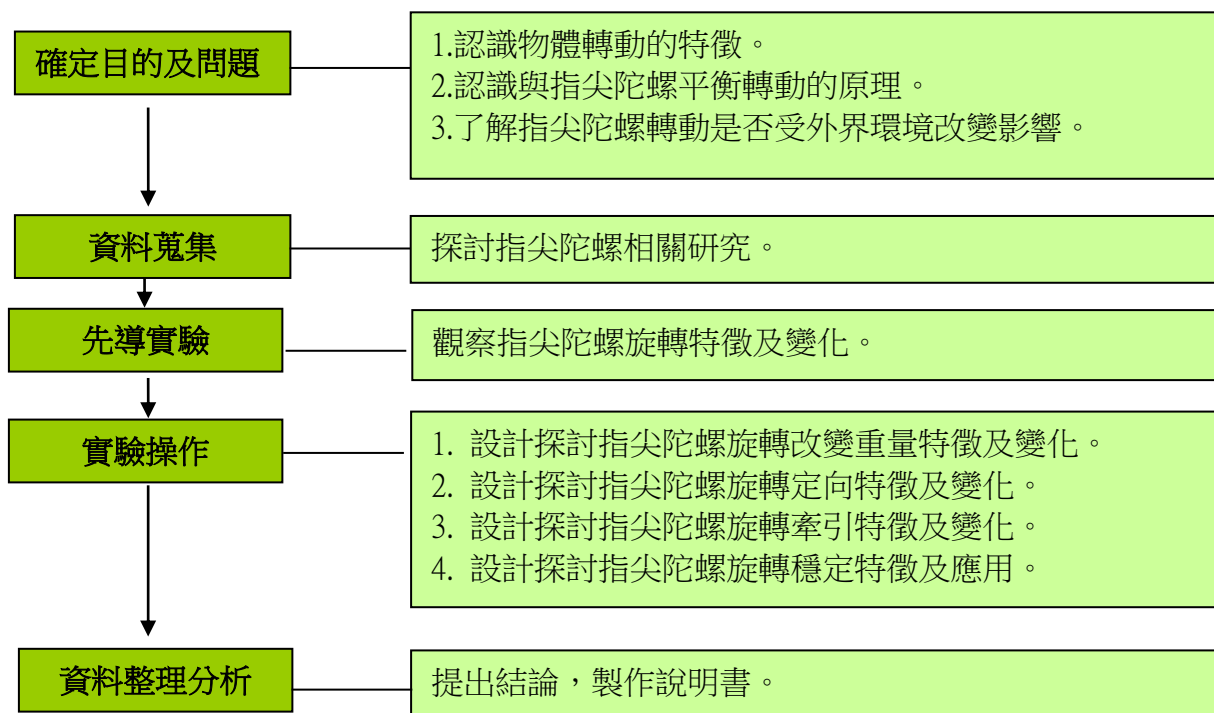 確定目的及問題
1.認識物體轉動的特徵。
2.認識與指尖陀螺平衡轉動的原理。
3.了解指尖陀螺轉動是否受外界環境改變影響。
資料蒐集
探討指尖陀螺相關研究。
先導實驗
觀察指尖陀螺旋轉特徵及變化。
實驗操作
1. 設計探討指尖陀螺旋轉改變重量特徵及變化。
2. 設計探討指尖陀螺旋轉定向特徵及變化。
3. 設計探討指尖陀螺旋轉牽引特徵及變化。
4. 設計探討指尖陀螺旋轉穩定特徵及應用。
資料整理分析
提出結論，製作說明書。